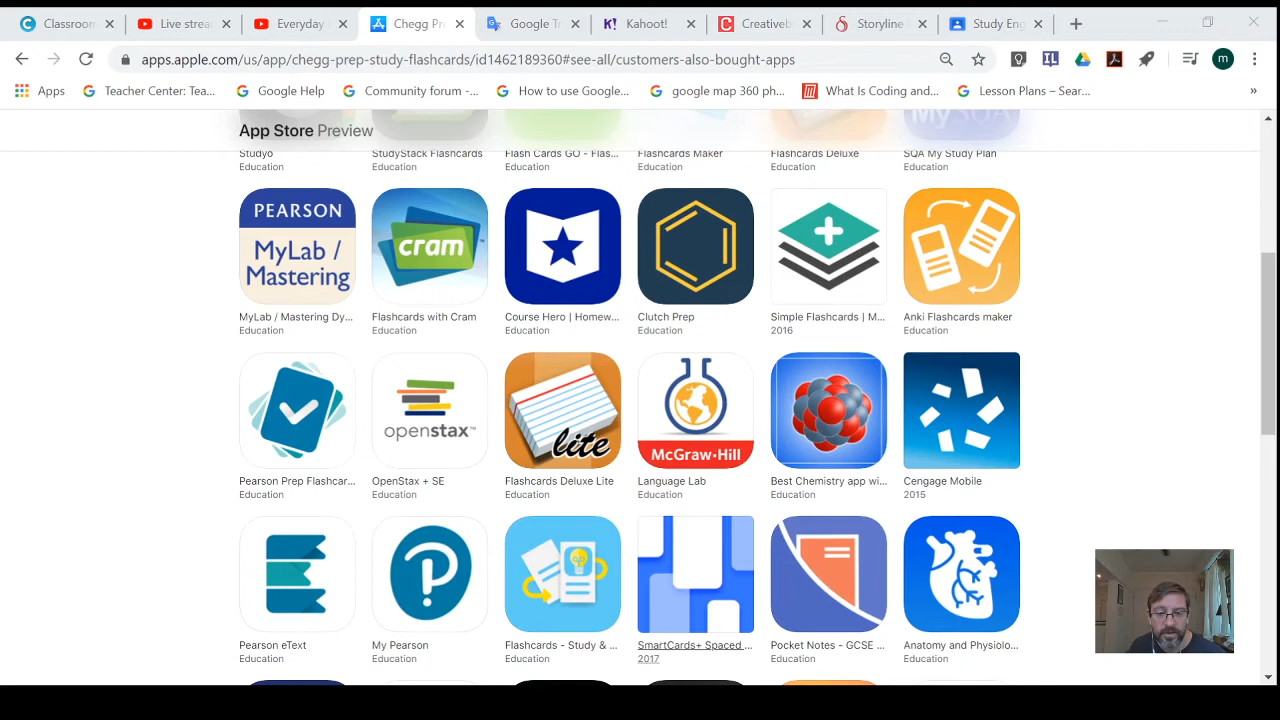 Classroom
Live strean
Everyday
Chegg Pre
Google Tr
Kahoot!
Creativeb
Storyline
Study Eng
apps.apple.com/us/app/chegg-prep-study-flashcards/id1462189360#see-all/customers-also-bought-apps
m
Apps
Teacher Center: Tea...
Google Help
Community forum -...
How to use Google...
google map 360 ph...
What Is Coding and...
Lesson Plans – Sear...
»
App Store Preview
MySQA
Studyo
StudyStack Flashcards
Flash Cards GO - Flas...
Flashcards Maker
Flashcards Deluxe
SQA My Study Plan
Education
Education
Education
Education
Education
Education
PEARSON
MyLab /
Mastering
cram
MyLab / Mastering Dy...
Flashcards with Cram
Course Hero | Homew...
Clutch Prep
Simple Flashcards | M...
Anki Flashcards maker
Education
Education
Education
Education
2016
Education
openstax™
lite
McGraw-Hill
Pearson Prep Flashcar...
OpenStax + SE
Flashcards Deluxe Lite
Language Lab
Best Chemistry app wi...
Cengage Mobile
Education
Education
Education
Education
Education
2015
Pearson eText
My Pearson
Flashcards - Study & ...
SmartCards+ Spaced ...
Pocket Notes - GCSE ...
Anatomy and Physiolo...
Education
Education
Education
2017
Education
Education